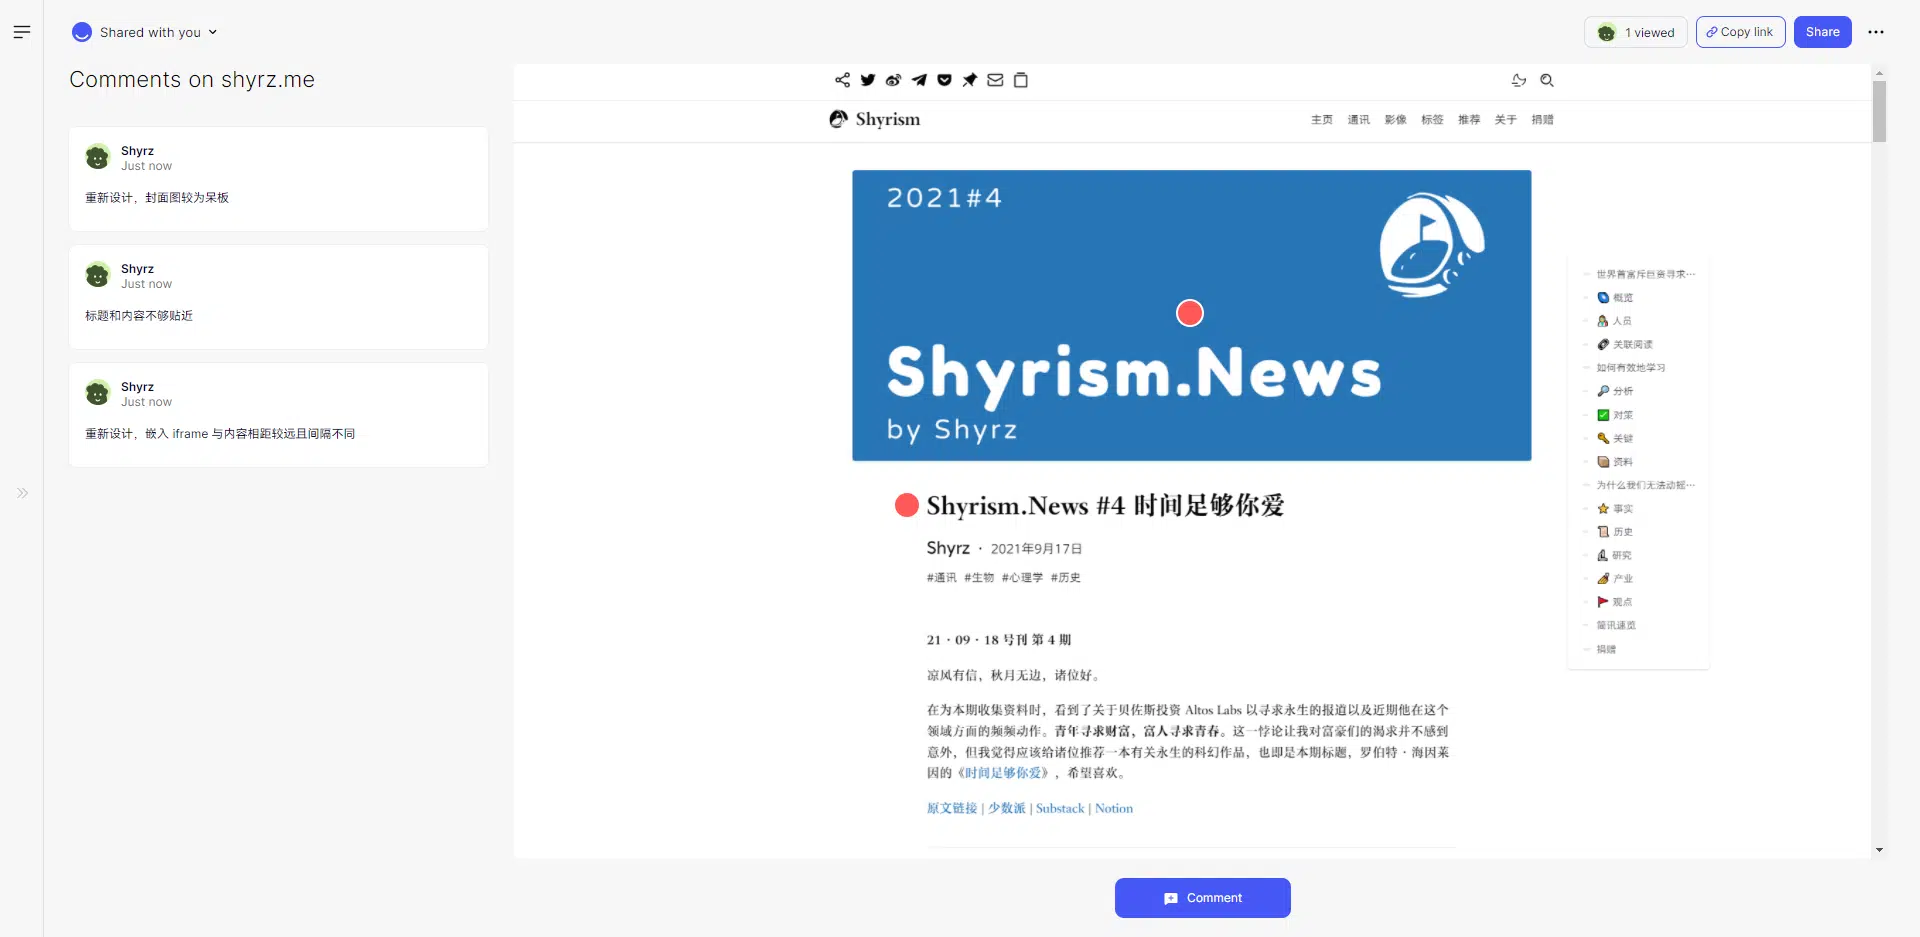 Shared with you
1 viewed
Copy link
Share
Comments on shyrz.me
Shyrz
Just now
重新设计，封面图较为呆板
Shyrz
Just now
标题和内容不够贴近
Shyrz
Just now
重新设计，嵌入 iframe 与内容相距较远且间隔不同
Shyrism
主页 通讯 影像 标签 推荐 关于 捐赠
2021#4
Shyrism.News
by Shyrz
Shyrism.News #4 时间足够你爱
Shyrz · 2021年9月17日
#通讯 #生物 #心理学 #历史
21 · 09 · 18 号刊 第 4 期
凉风有信，秋月无边，诸位好。
在为本期收集资料时，看到了关于贝佐斯投资 Altos Labs 以寻求永生的报道以及近期他在这个
领域方面的频频动作。青年寻求财富，富人寻求青春。这一悖论让我对富豪们的渴求并不感到
意外，但我觉得应该给诸位推荐一本有关永生的科幻作品，也即是本期标题，罗伯特 · 海因莱
因的《时间足够你爱》，希望喜欢。
原文链接 | 少数派 | Substack | Notion
世界首富斥巨资寻求…
概览
人员
关联阅读
如何有效地学习
分析
对策
关键
资料
为什么我们无法动摇…
事实
历史
研究
产业
观点
简讯速览
捐赠
Comment